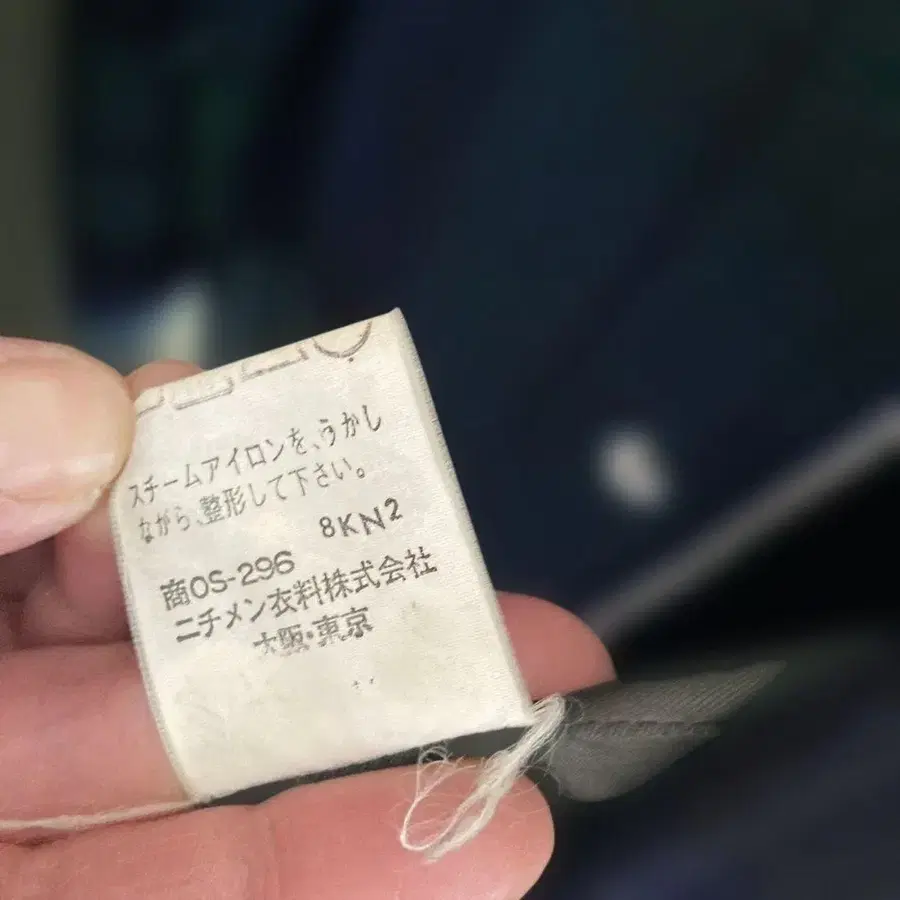 スチームアイロンを、うかし
ながら、整形して下さい。
8KN2
商OS-296
ニチメン衣料株式会社
大阪・東京